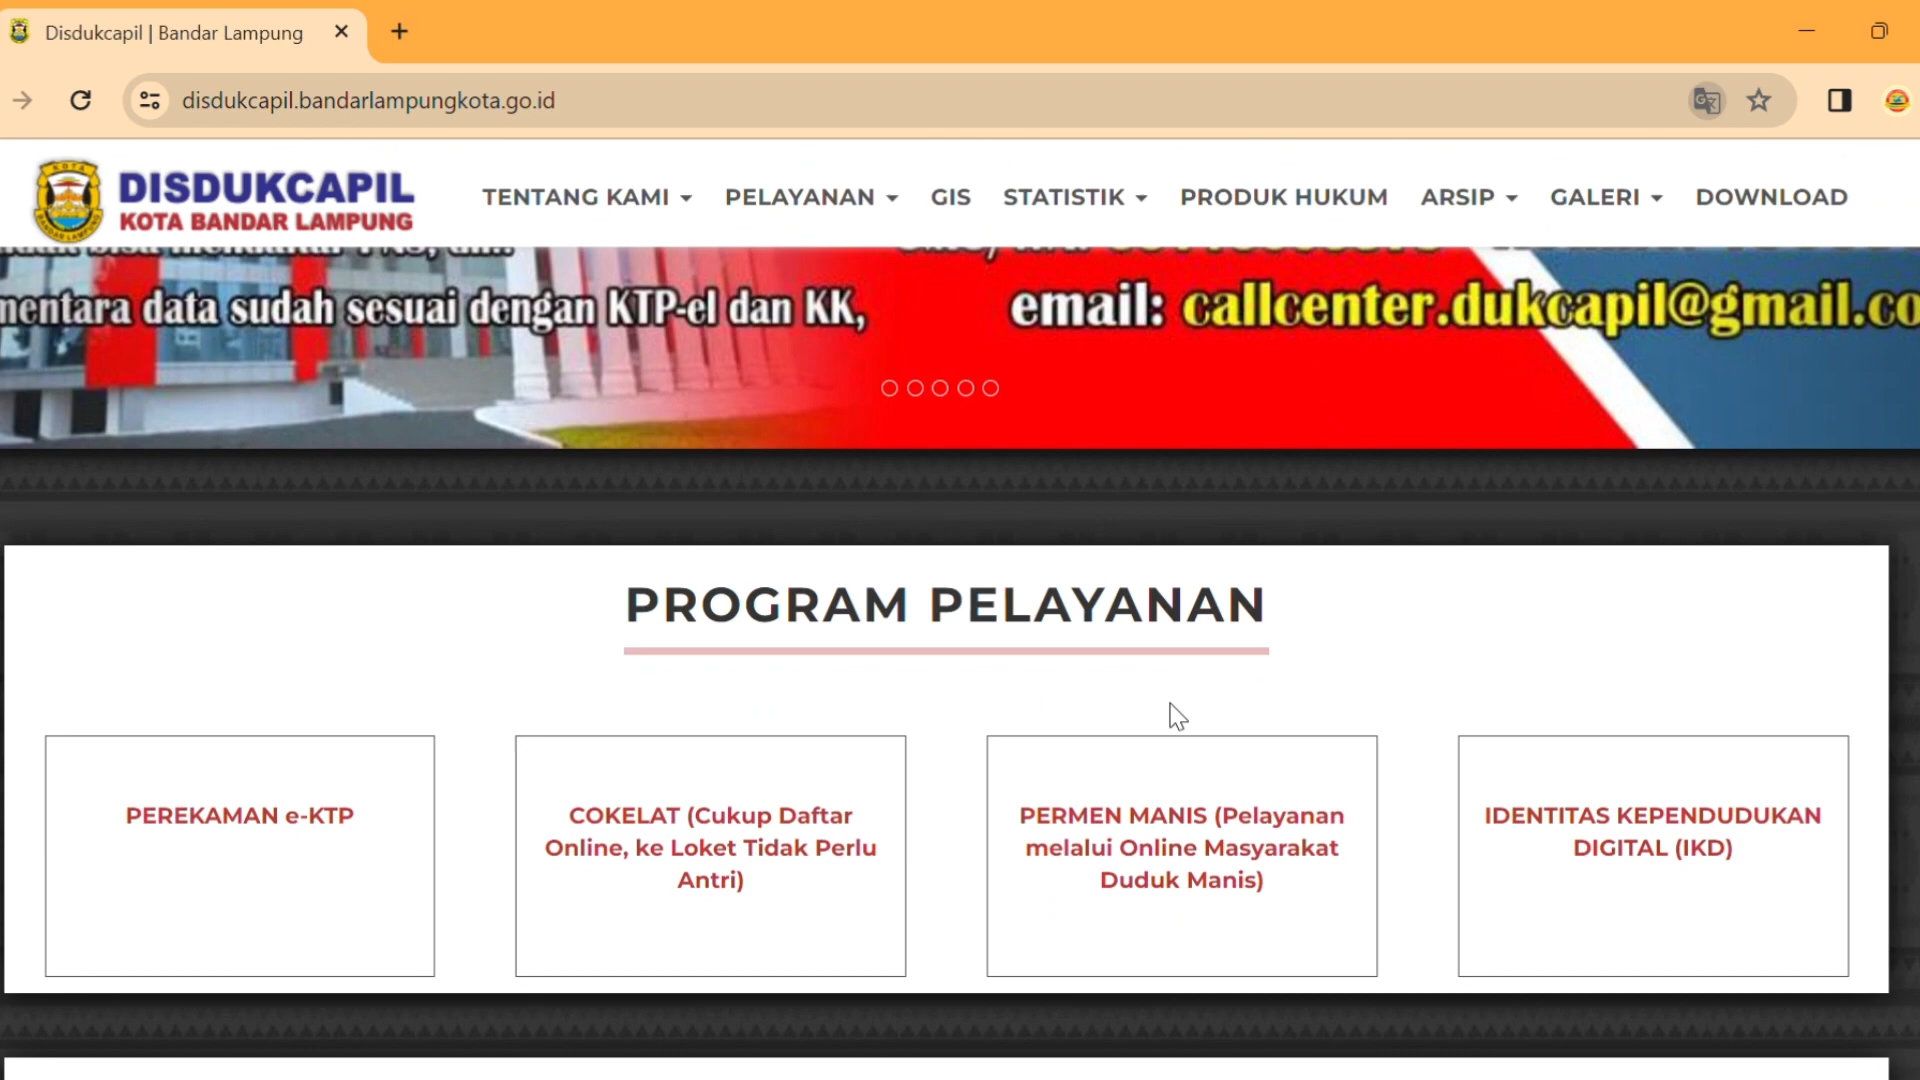 Disdukcapil | Bandar Lampung
disdukcapil.bandarlampungkota.go.id
DISDUKCAPIL
KOTA BANDAR LAMPUNG
TENTANG KAMI PELAYANAN GIS STATISTIK PRODUK HUKUM ARSIP GALERI DOWNLOAD
data sudah sesuai dengan KTP-el dan KK,
email: callcenter.dukcapil@gmail.co
PROGRAM PELAYANAN
PEREKAMAN e-KTP
COKELAT (Cukup Daftar
Online, ke Loket Tidak Perlu
Antri)
PERMEN MANIS (Pelayanan
melalui Online Masyarakat
Duduk Manis)
IDENTITAS KEPENDUDUKAN
DIGITAL (IKD)